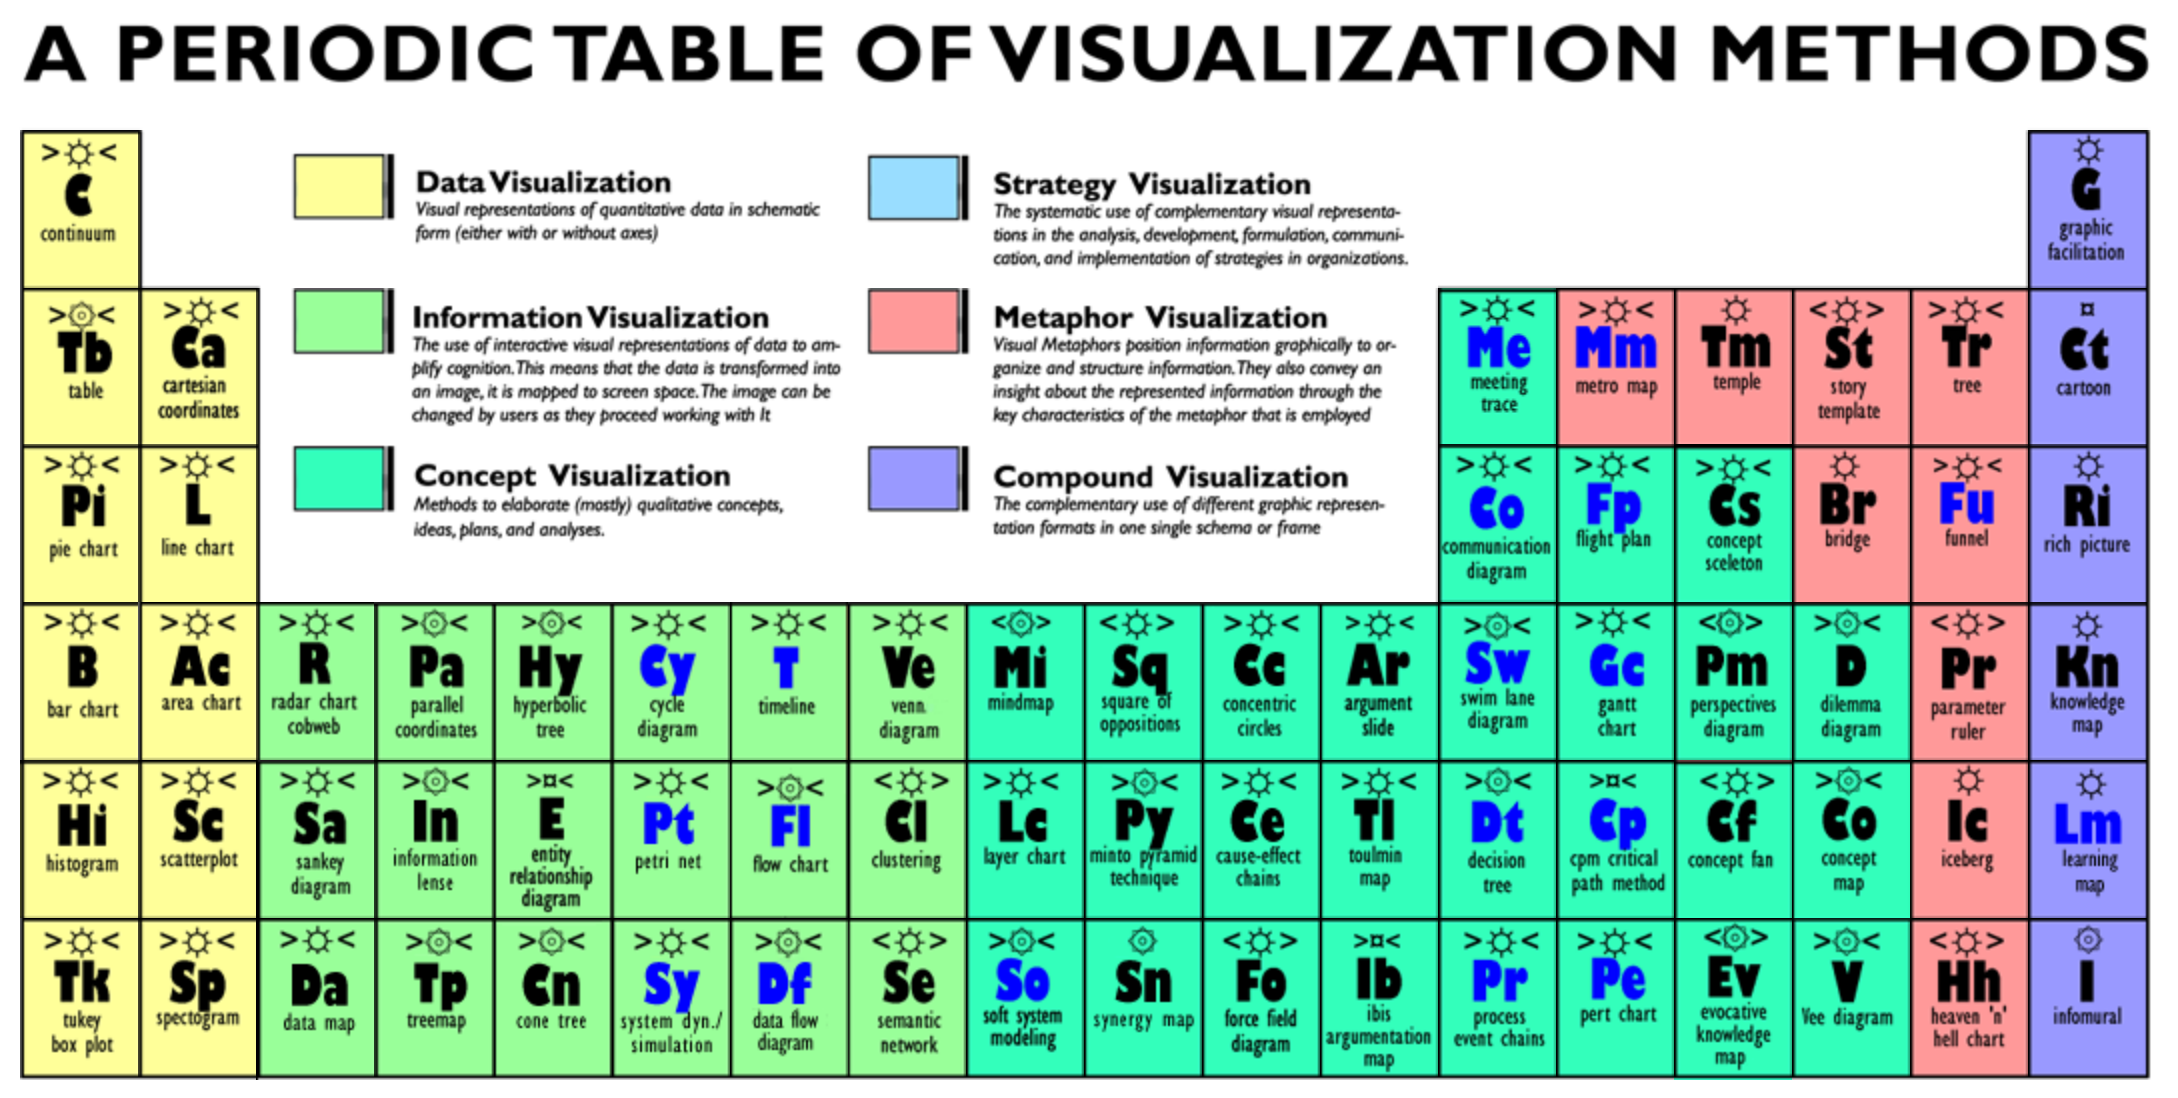 A PERIODIC TABLE OF VISUALIZATION METHODS
> <
C
continuum
Data Visualization
Visual representations of quantitative data in schematic
form (either with or without axes)
Strategy Visualization
The systematic use of complementary visual representa-
tions in the analysis, development, formulation, communi-
cation, and implementation of strategies in organizations.
G
graphic
facilitation
> <
Tb
table
> <
Ca
cartesian
coordinates
Information Visualization
The use of interactive visual representations of data to am-
plify cognition. This means that the data is transformed into
an image, it is mapped to screen space. The image can be
changed by users as they proceed working with It
Metaphor Visualization
Visual Metaphors position information graphically to or-
ganize and structure information. They also convey an
insight about the represented information through the
key characteristics of the metaphor that is employed
> <
Me
meeting
trace
> <
Mm
metro map
Tm
temple
< >
St
story
template
> <
Tr
tree
¤
Ct
cartoon
> <
Pi
pie chart
> <
L
line chart
Concept Visualization
Methods to elaborate (mostly) qualitative concepts,
ideas, plans, and analyses.
Compound Visualization
The complementary use of different graphic represen-
tation formats in one single schema or frame
> <
Co
communication
diagram
> <
Fp
flight plan
> <
Cs
concept
sceleton
Br
bridge
> <
Fu
funnel
Ri
rich picture
> <
B
bar chart
> <
Ac
area chart
> <
R
radar chart
cobweb
> <
Pa
parallel
coordinates
> <
Hy
hyperbolic
tree
> <
Cy
cycle
diagram
> <
T
timeline
> <
Ve
venn.
diagram
< >
Mi
mindmap
< >
Sq
square of
oppositions
> <
Cc
concentric
circles
> <
Ar
argument
slide
> <
Sw
swim lane
diagram
> <
Gc
gantt
chart
< >
Pm
perspectives
diagram
> <
D
dilemma
diagram
< >
Pr
parameter
ruler
Kn
knowledge
map
> <
Hi
histogram
> <
Sc
scatterplot
> <
Sa
sankey
diagram
> <
In
information
lense
>¤<
E
entity
relationship
diagram
> <
Pt
petri net
> <
Fl
flow chart
< >
Cl
clustering
> <
Lc
layer chart
> <
Py
minto pyramid
technique
> <
Ce
cause-effect
chains
> <
Tl
toulmin
map
> <
Dt
decision
tree
>¤<
Cp
cpm critical
path method
< >
Cf
concept fan
> <
Co
concept
map
Ic
iceberg
Lm
learning
map
> <
Tk
tukey
box plot
> <
Sp
spectogram
> <
Da
data map
> <
Tp
treemap
> <
Cn
cone tree
> <
Sy
system dyn./
simulation
> <
Df
data flow
diagram
< >
Se
semantic
network
> <
So
soft system
modeling
Sn
synergy map
< >
Fo
force field
diagram
>¤<
Ib
ibis
argumentation
map
> <
Pr
process
event chains
> <
Pe
pert chart
< >
Ev
evocative
knowledge
map
> <
V
Vee diagram
< >
Hh
heaven 'n'
hell chart
I
infomural